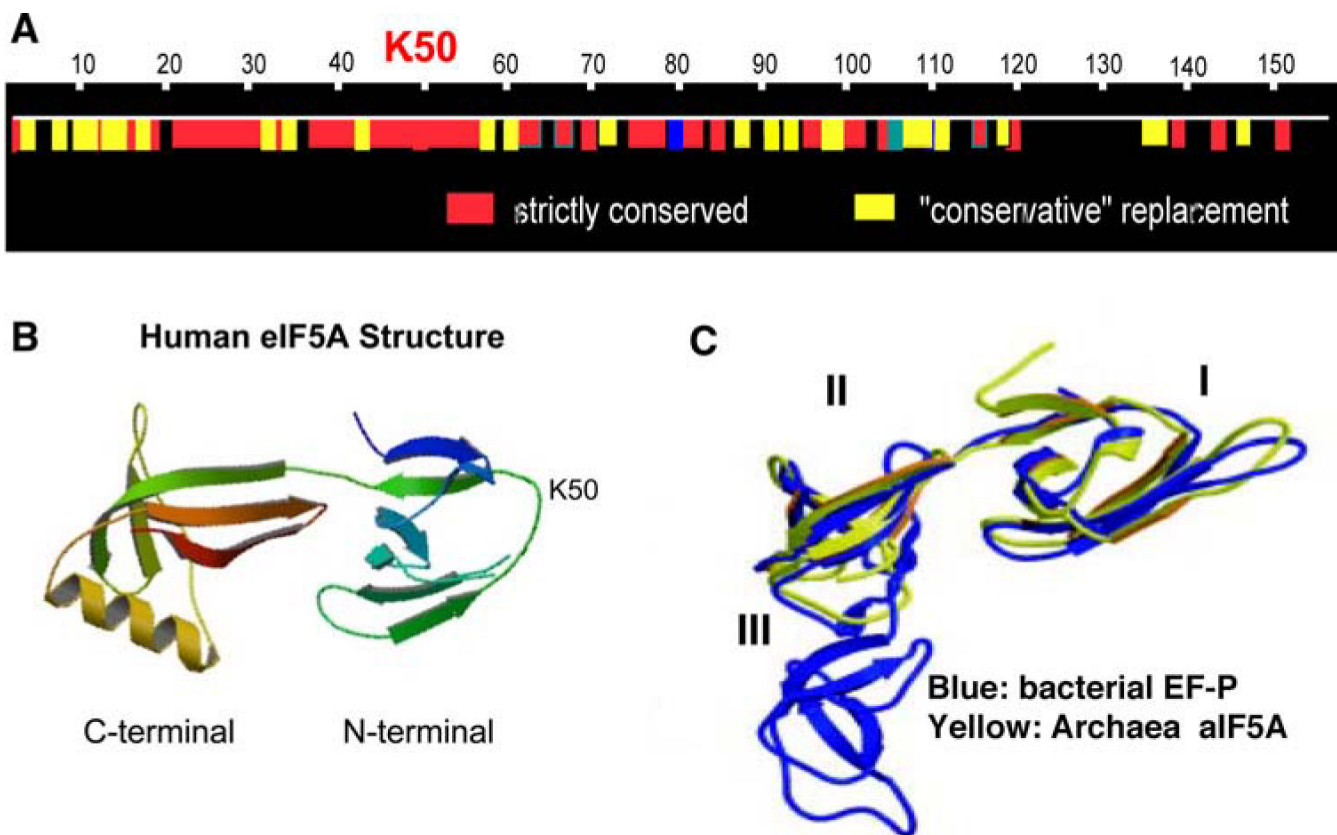 A
K50
10 20 30 40 60 70 80 90 100 110 120 130 140 150
strictly conserved "conservative" replacement
B Human eIF5A Structure
C
K50
C-terminal N-terminal
II
I
III
Blue: bacterial EF-P
Yellow: Archaea aIF5A